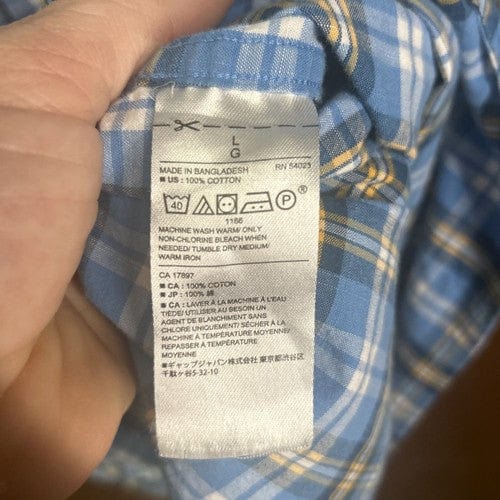 L
G
MADE IN BANGLADESH RN 54023
■ US : 100% COTTON
40 P ®
1166
MACHINE WASH WARM/ ONLY
NON-CHLORINE BLEACH WHEN
NEEDED/ TUMBLE DRY MEDIUM/
WARM IRON
CA 17897
■ CA : 100% COTON
■ JP : 100% 綿
■ CA : LAVER À LA MACHINE À L'EAU
TIÈDE/ UTILISER AU BESOIN UN
AGENT DE BLANCHIMENT SANS
CHLORE UNIQUEMENT/ SÉCHER À LA
MACHINE À TEMPÉRATURE MOYENNE/
REPASSER À TEMPÉRATURE
MOYENNE
■ギャップジャパン株式会社 東京都渋谷区
千駄ヶ谷5-32-10